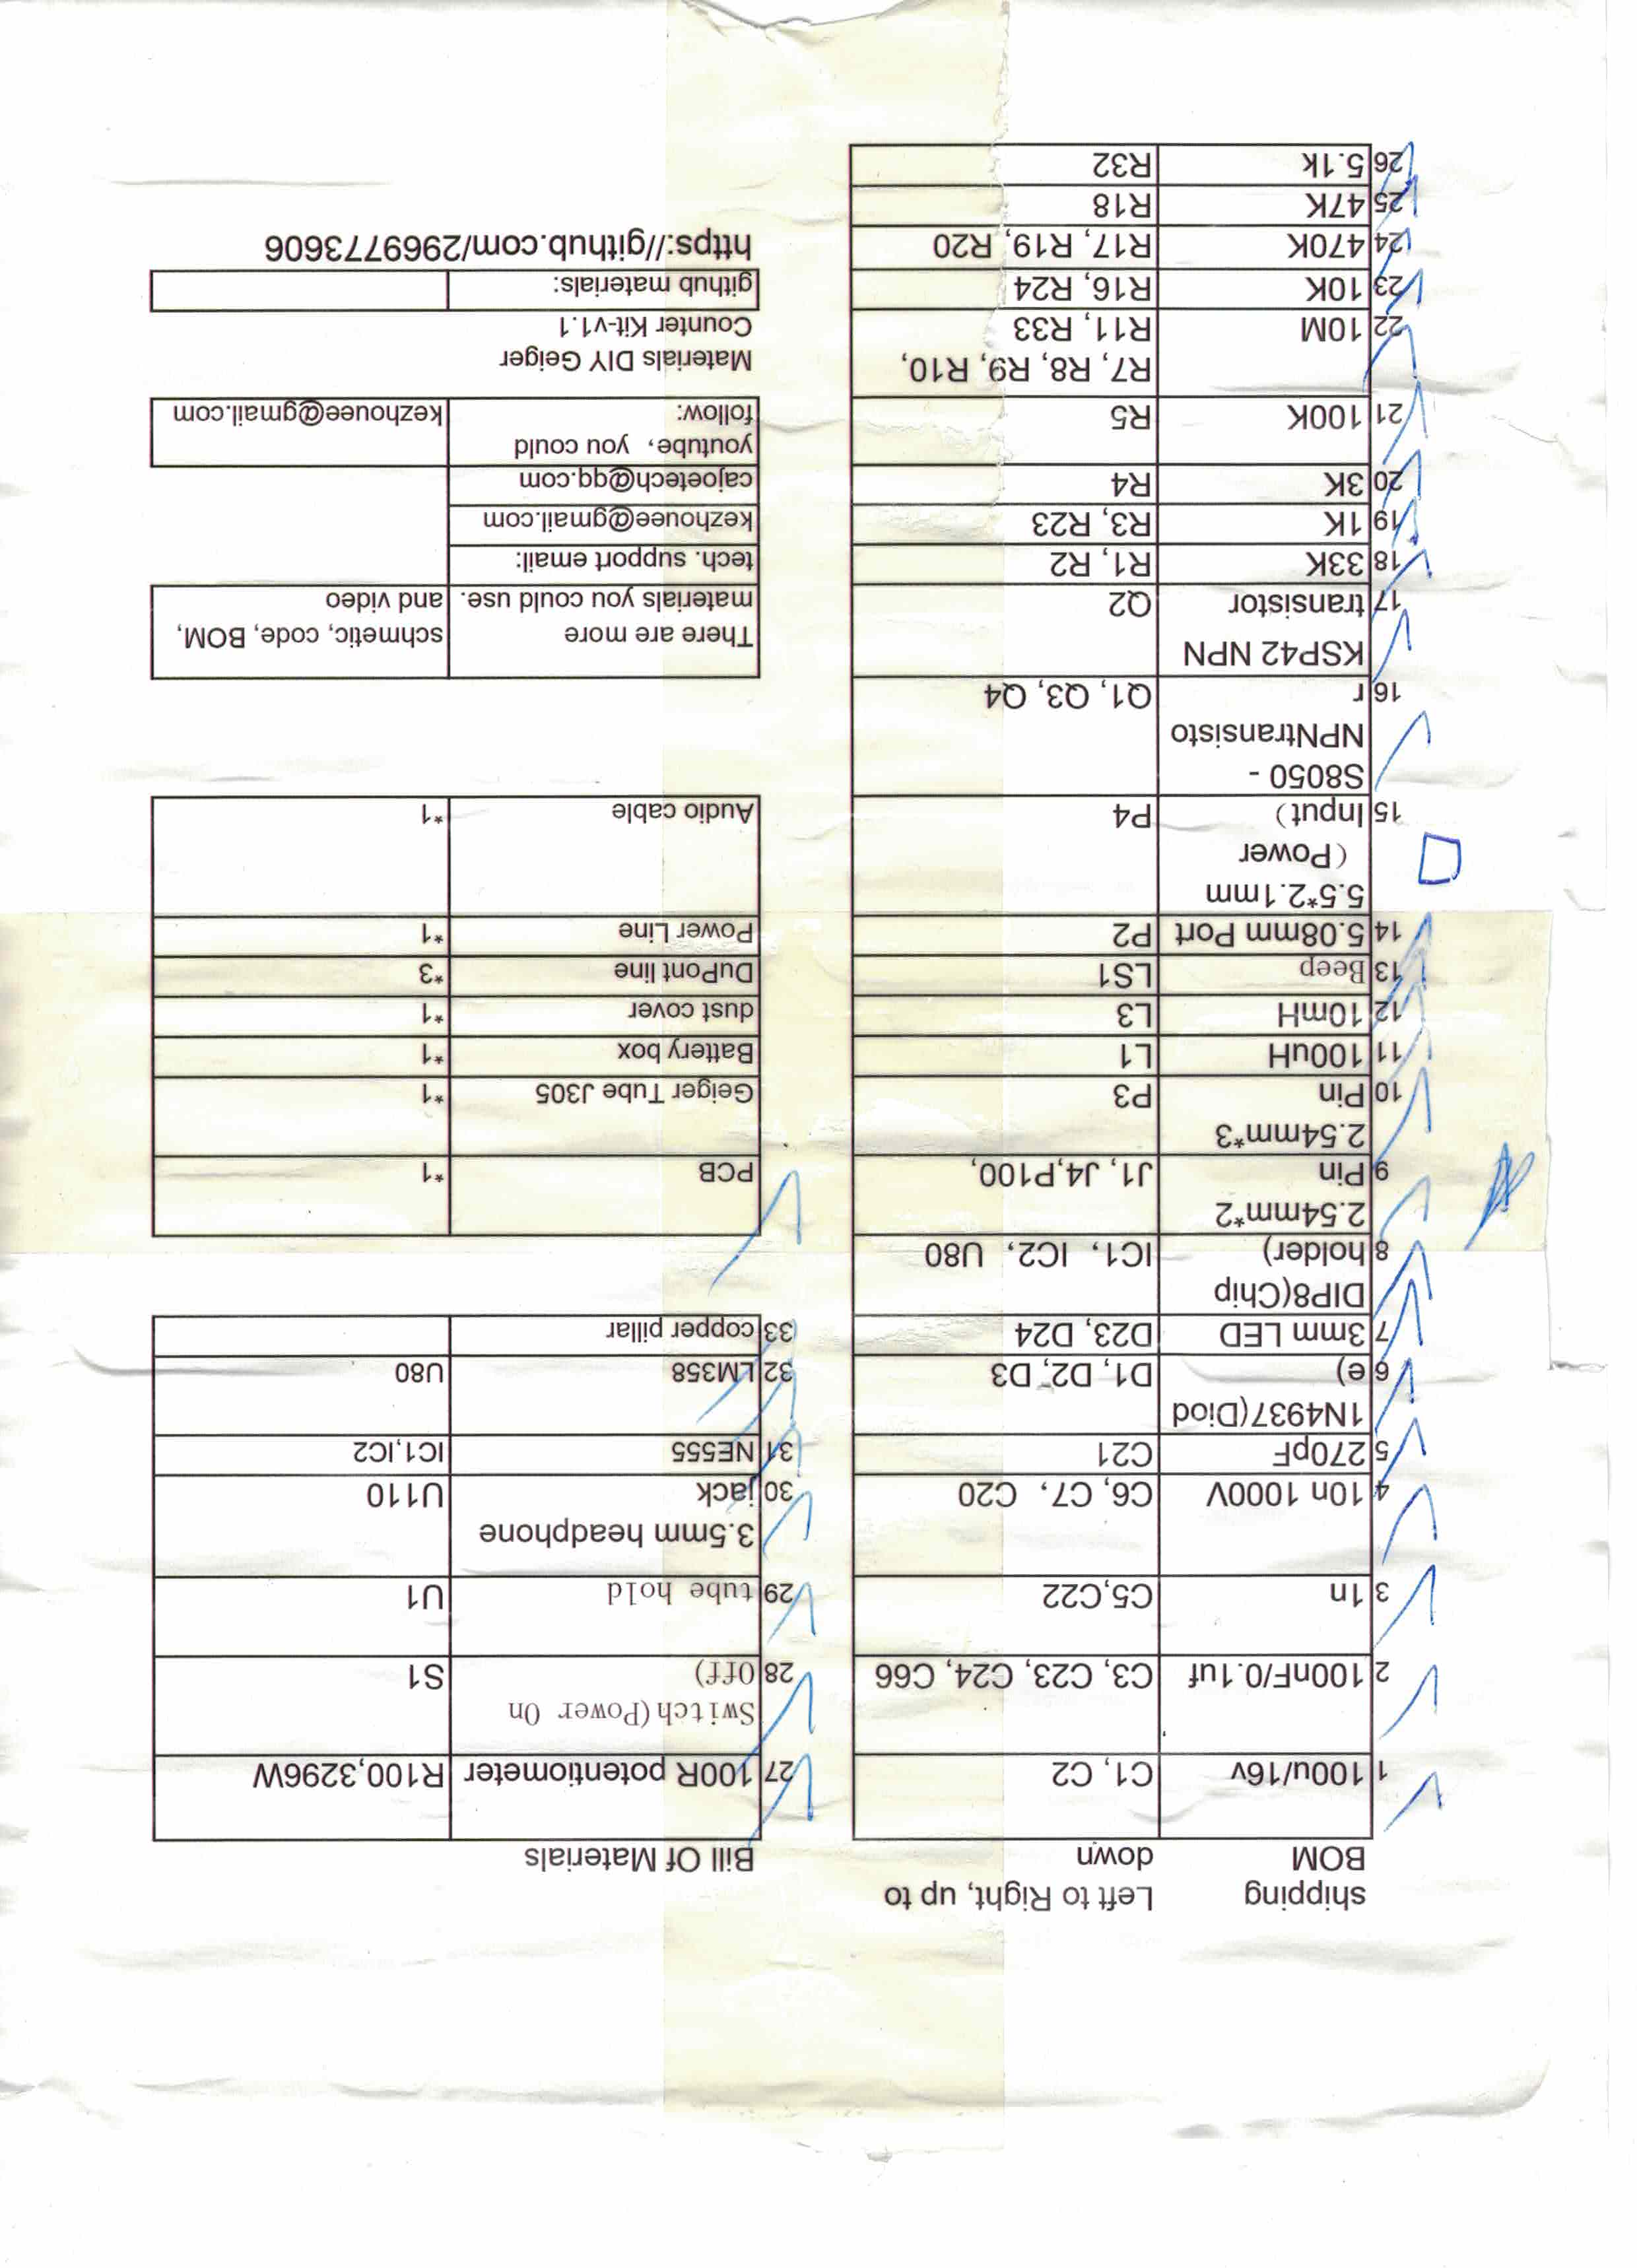 shipping BOM Left to Right, up to down
1 100u/16v C1, C2
2 100nF/0.1uf C3, C23, C24, C66
3 1n C5,C22
4 10n 1000V C6, C7, C20
5 270pF C21
1N4937(Diod
6 e) D1, D2, D3
7 3mm LED D23, D24
DIP8(Chip
8 holder) IC1, IC2, U80
2.54mm*2
9 Pin J1, J4,P100,
2.54mm*3
10 Pin P3
11 100uH L1
12 10mH L3
13 Beep LS1
14 5.08mm Port P2
5.5*2.1mm
(Power
15 Input) P4
S8050 -
NPNtransisto
16 r Q1, Q3, Q4
KSP42 NPN
17 transistor Q2
18 33K R1, R2
19 1K R3, R23
20 3K R4
21 100K R5
R7, R8, R9, R10,
22 10M R11, R33
23 10K R16, R24
24 470K R17, R19, R20
25 47K R18
26 5.1k R32
Bill Of Materials
27 100R potentiometer R100,3296W
Switch(Power On
28 Off) S1
29 tube hold U1
3.5mm headphone
30 jack U110
31 NE555 IC1,IC2
32 LM358 U80
33 copper pillar
PCB *1
Geiger Tube J305 *1
Battery box *1
dust cover *1
DuPont line *3
Power Line *1
Audio cable *1
There are more schmetic, code, BOM,
materials you could use. and video
tech. support email:
kezhouee@gmail.com
cajoetech@qq.com
youtube, you could
follow: kezhouee@gmail.com
Materials DIY Geiger
Counter Kit-v1.1
github materials:
https://github.com/2969773606